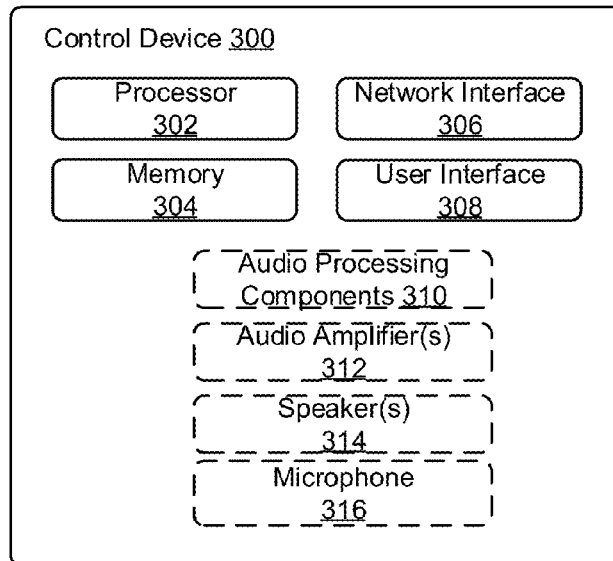 Control Device 300
Processor
302
Network Interface
306
Memory
304
User Interface
308
Audio Processing
Components 310
Audio Amplifier(s)
312
Speaker(s)
314
Microphone
316